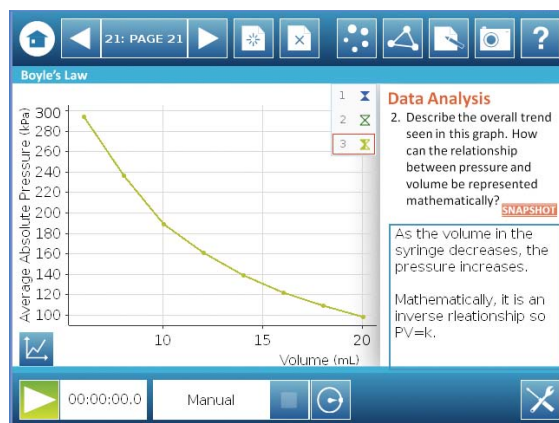 21: PAGE 21
?
Boyle's Law
1
2
3
Average Absolute Pressure (kPa)
300
280
260
240
220
200
180
160
140
120
100
10
15
20
Volume (mL)
Data Analysis
2. Describe the overall trend
seen in this graph. How
can the relationship
between pressure and
volume be represented
mathematically?
SNAPSHOT
As the volume in the
syringe decreases, the
pressure increases.
Mathematically, it is an
inverse rleationship so
PV=k.
00:00:00.0
Manual